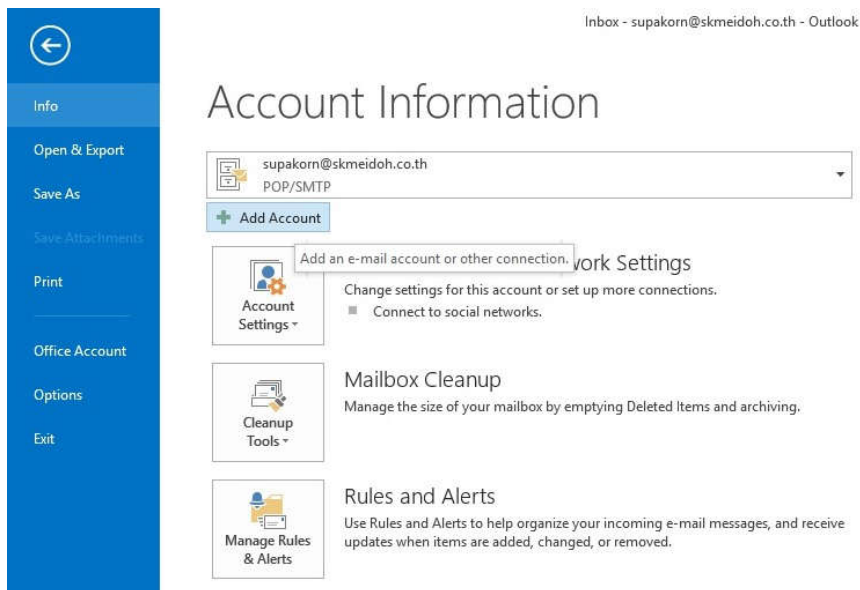 Inbox - supakorn@skmeidoh.co.th - Outlook
Info
Open & Export
Save As
Save Attachments
Print
Office Account
Options
Exit
Account Information
supakorn@skmeidoh.co.th
POP/SMTP
Add Account
Add an e-mail account or other connection.
Settings
Account
Settings
Change settings for this account or set up more connections.
Connect to social networks.
Cleanup
Tools
Mailbox Cleanup
Manage the size of your mailbox by emptying Deleted Items and archiving.
Manage Rules
& Alerts
Rules and Alerts
Use Rules and Alerts to help organize your incoming e-mail messages, and receive
updates when items are added, changed, or removed.